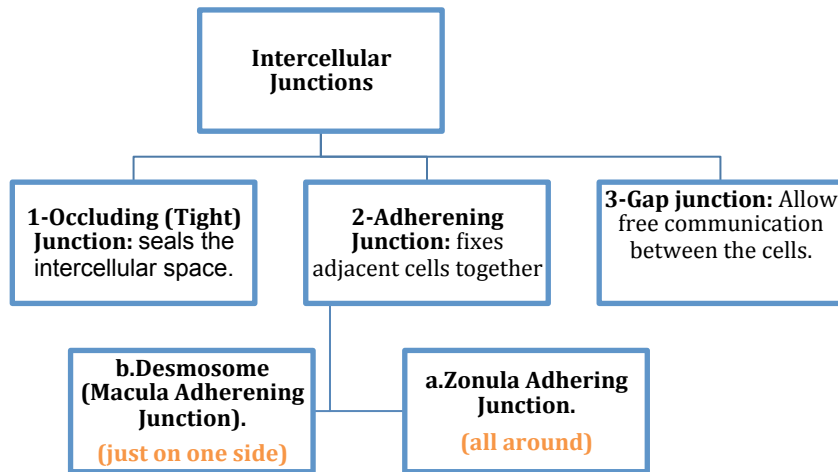 Intercellular
Junctions
1-Occluding (Tight)
Junction: seals the
intercellular space.
2-Adherening
Junction: fixes
adjacent cells together
3-Gap junction: Allow
free communication
between the cells.
b.Desmosome
(Macula Adherening
Junction).
(just on one side)
a.Zonula Adhering
Junction.
(all around)